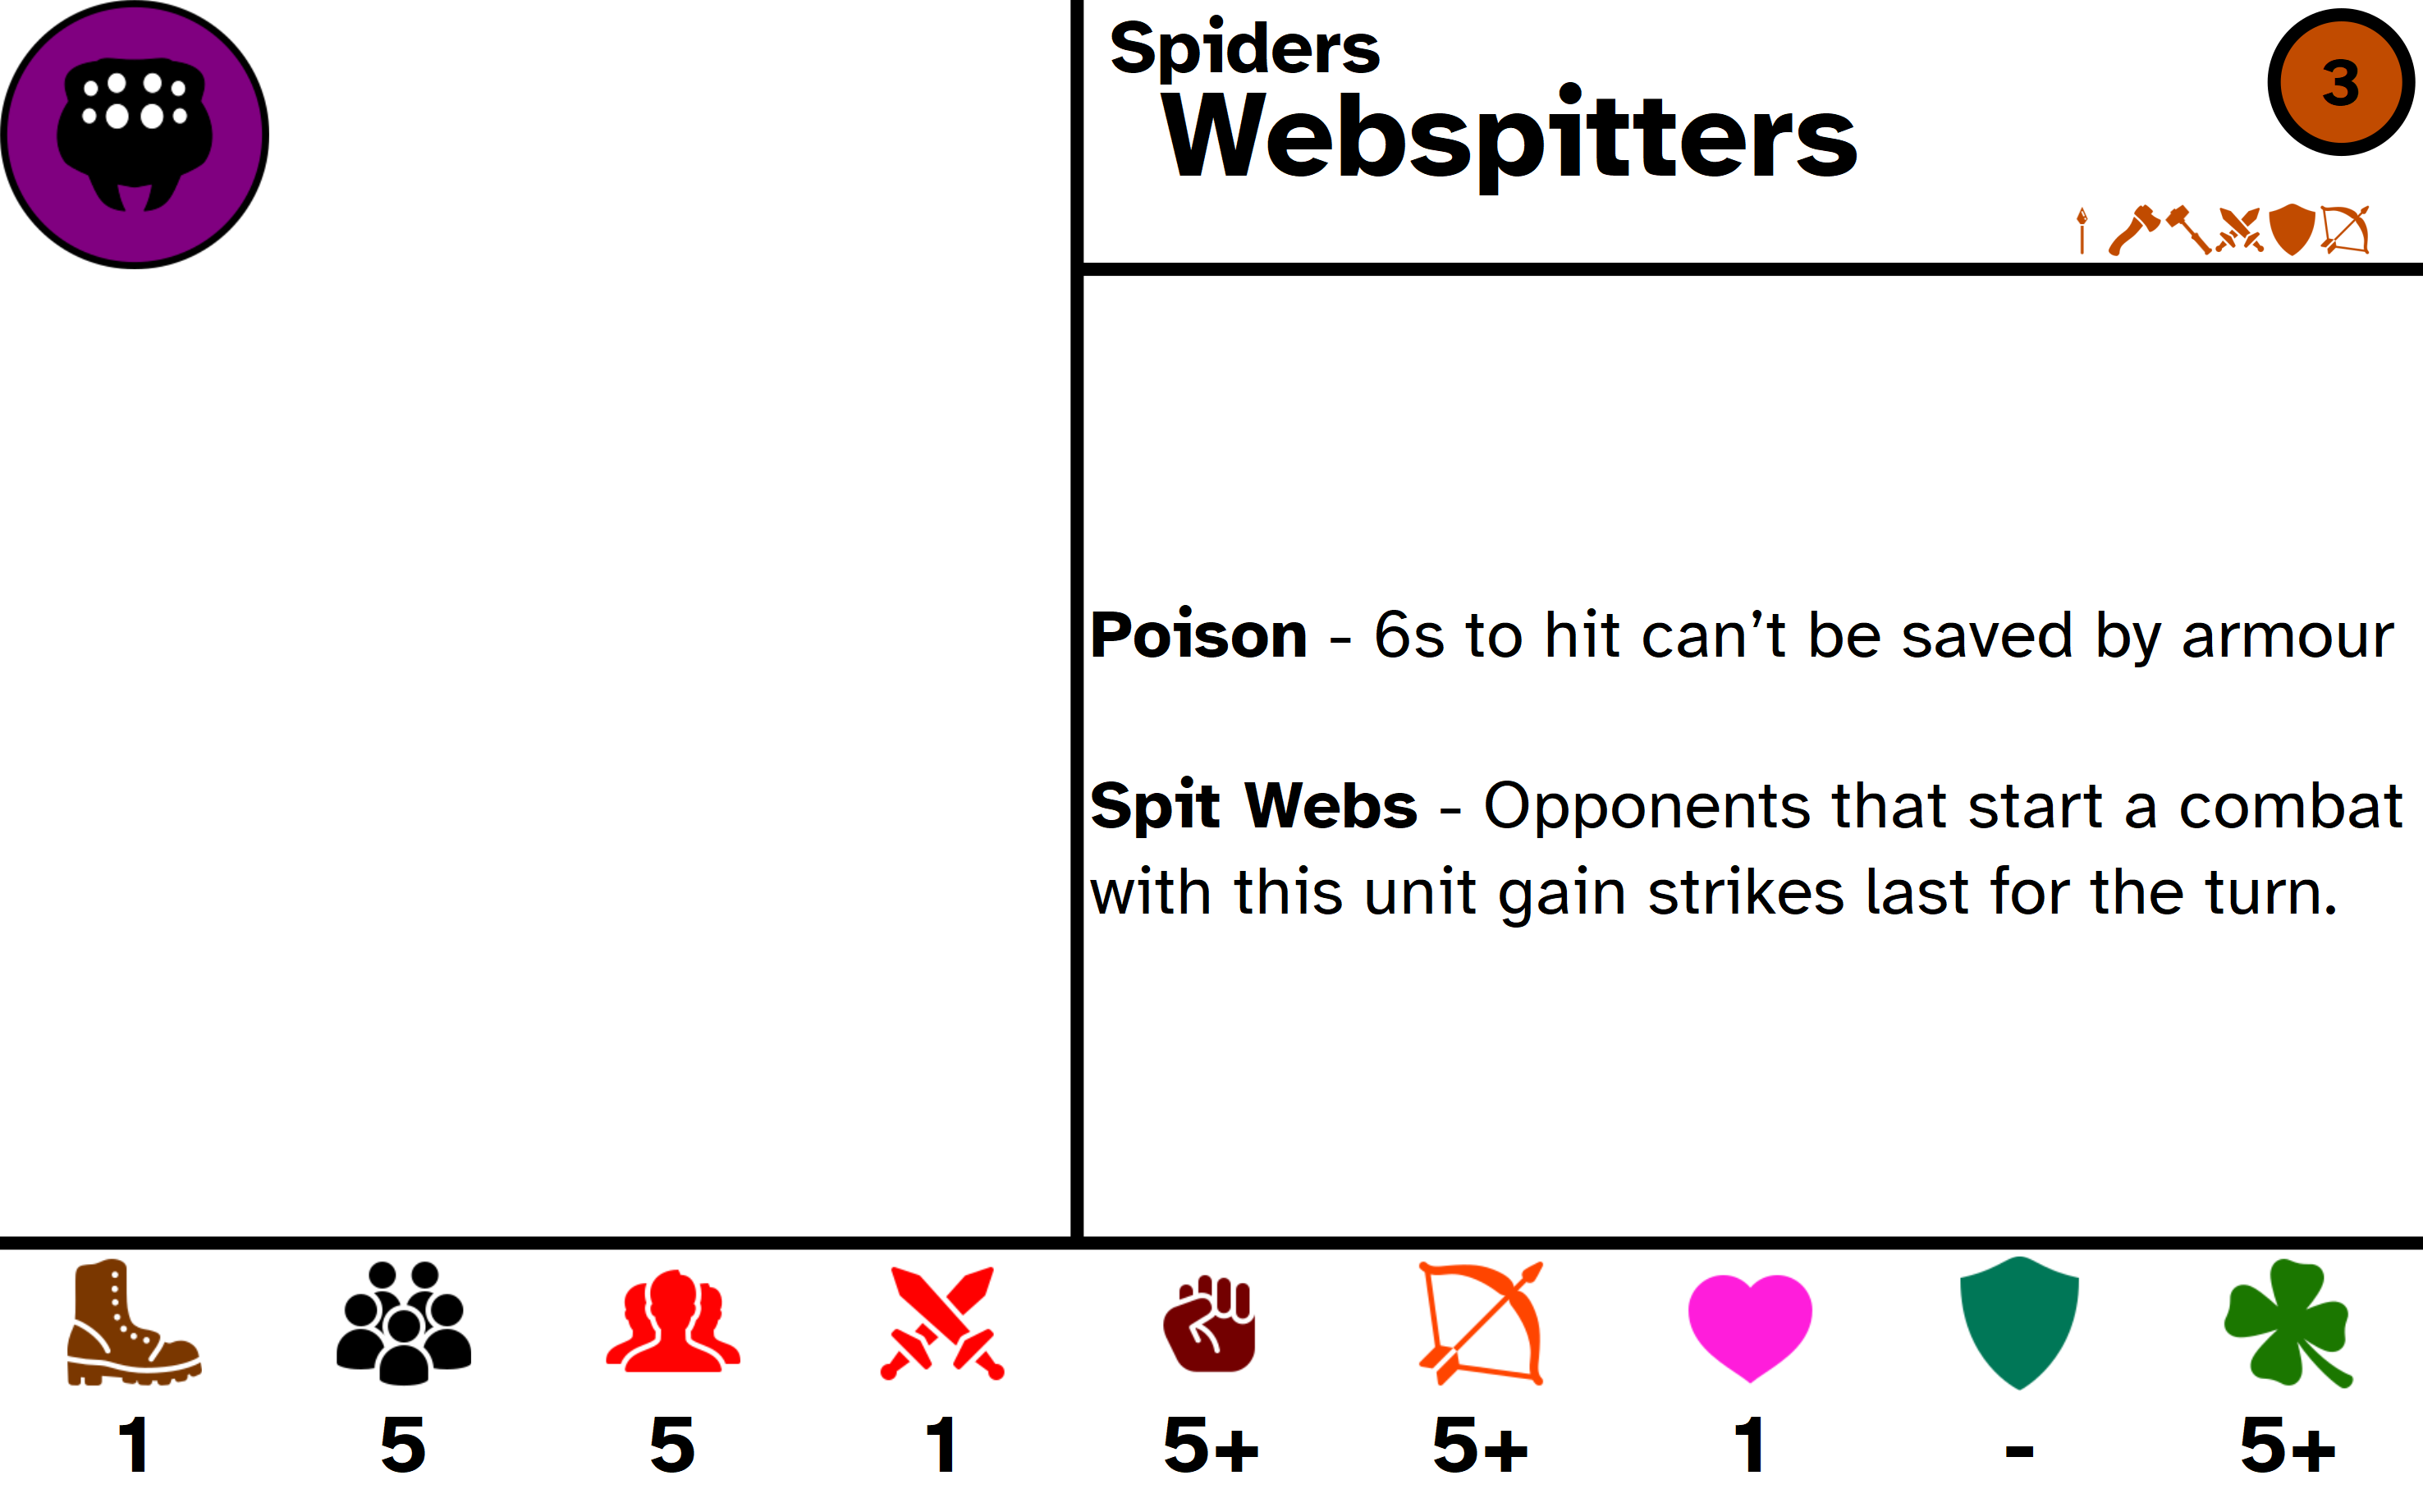 Spiders
Webspitters
3
Poison - 6s to hit can’t be saved by armour
Spit Webs - Opponents that start a combat
with this unit gain strikes last for the turn.
1 5 5 1 5+ 5+ 1 - 5+